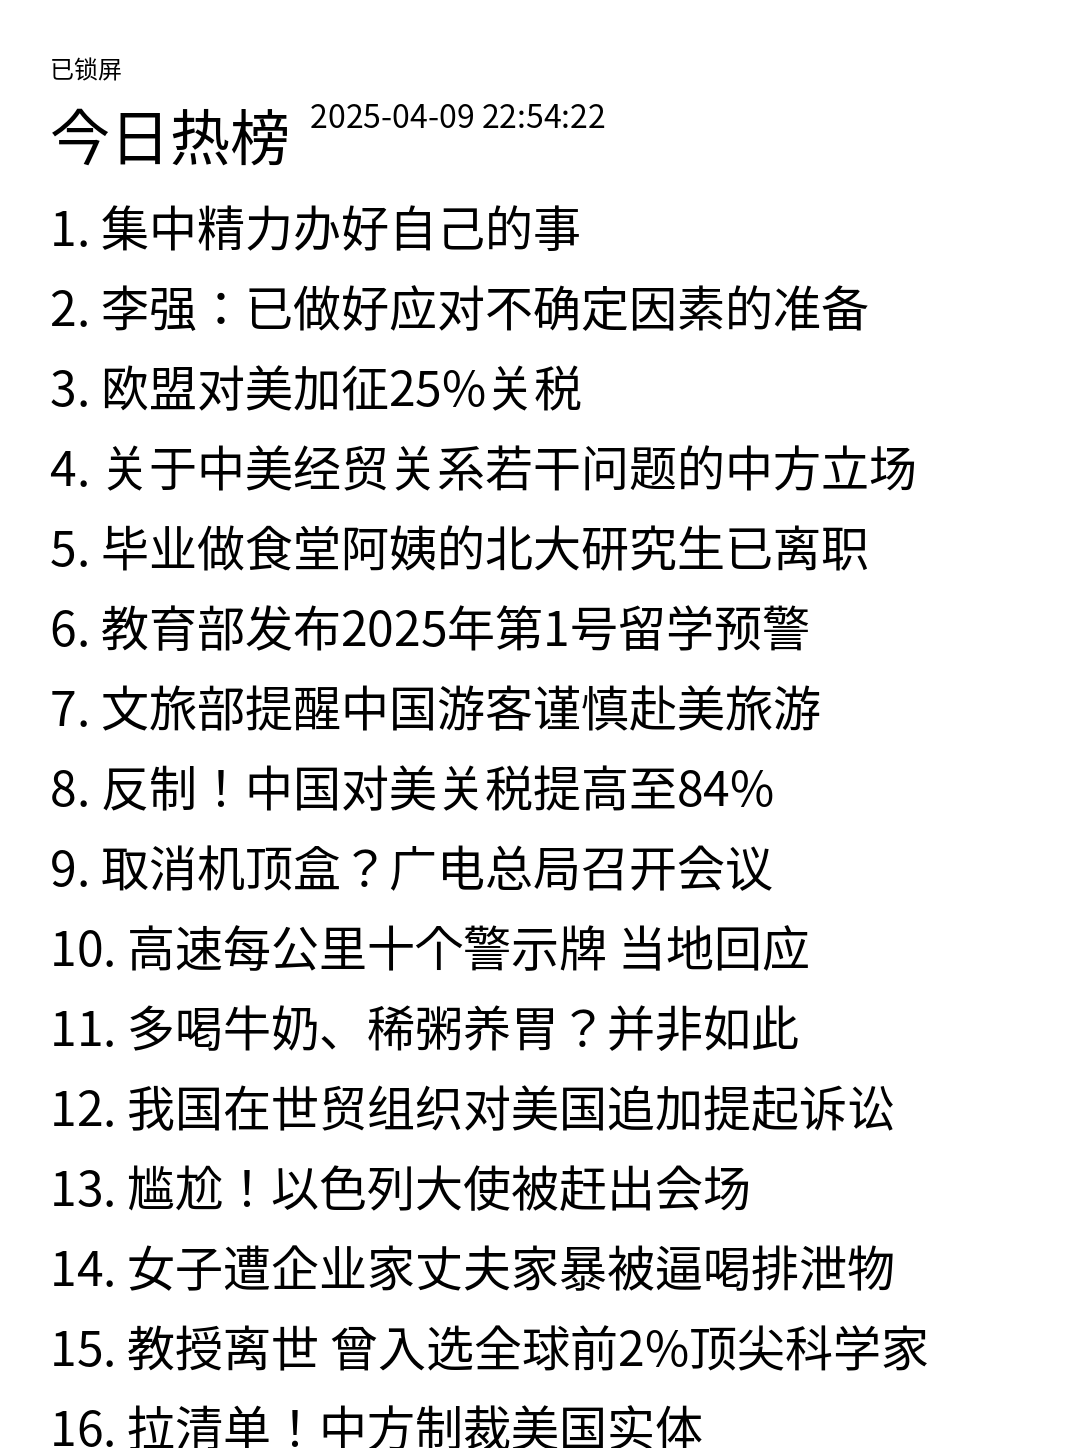 已锁屏
今日热榜 2025-04-09 22:54:22
1. 集中精力办好自己的事
2. 李强：已做好应对不确定因素的准备
3. 欧盟对美加征25%关税
4. 关于中美经贸关系若干问题的中方立场
5. 毕业做食堂阿姨的北大研究生已离职
6. 教育部发布2025年第1号留学预警
7. 文旅部提醒中国游客谨慎赴美旅游
8. 反制！中国对美关税提高至84%
9. 取消机顶盒？广电总局召开会议
10. 高速每公里十个警示牌 当地回应
11. 多喝牛奶、稀粥养胃？并非如此
12. 我国在世贸组织对美国追加提起诉讼
13. 尴尬！以色列大使被赶出会场
14. 女子遭企业家丈夫家暴被逼喝排泄物
15. 教授离世 曾入选全球前2%顶尖科学家
16. 拉清单！中方制裁美国实体